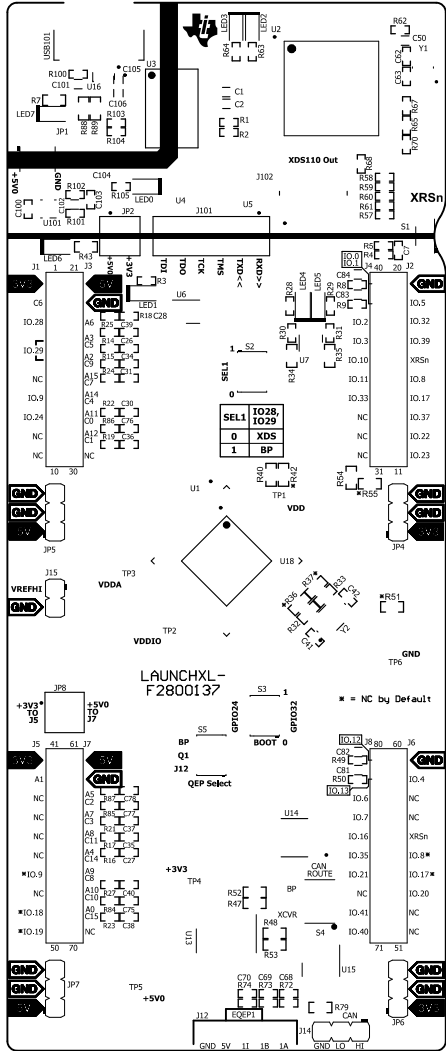 USB101
R100
C101
U16
C105
C106
R7
LED7
JP1
R88
R89
R103
R104
U3
LED3
LED2
R64
R63
U2
C1
C2
R1
R2
R62
C50
Y1
C62
C63
R67
R65
R70
XDS110 Out
R68
J102
R58
R59
R60
R61
R57
XRSn
S1
+5V0
GND
C104
R102
C102
C103
R105
LED0
C100
U101
R101
U4
J101
U5
JP2
LED6
R43
+5V0
+3V3
TDI
TDO
TCK
TMS
TXD<<
RXD>>
R3
LED1
R18 C28
U6
IO.0
IO.1
R5
R4
C7
J1 1 21 J3
J4 40 20 J2
3V3
5V
GND
C84
R8
C83
R9
GND
C6
IO.28
IO.29
NC
IO.9
IO.24
NC
NC
10 30
A6
A3
C5
A2
C9
A15
C7
A14
C4
A11
C0
A12
C1
R25 C39
R14 C26
R15 C34
R24 C31
R22 C30
R86 C76
R19 C36
R28
LED4
LED5
R29
R30
R31
R34
U7
R35
S2
SEL1
1
0
SEL1 IO28, IO29
0 XDS
1 BP
IO.2
IO.3
IO.10
IO.11
IO.33
NC
NC
31 11
IO.5
IO.32
IO.39
XRSn
IO.8
IO.17
IO.37
IO.22
IO.23
R40
*R42
TP1
VDD
R54
*R55
GND
GND
5V
JP5
GND
GND
5V
JP4
U1
U18
TP3
J15
VREFHI
GND
VDDA
TP2
VDDIO
R37*
R33
*R36
R32
C42
C41
Y2
*R51
TP6
GND
LAUNCHXL-
F2800137
* = NC by Default
JP8
+3V3*
TO
J5
+5V0
TO
J7
S3
1
GPIO32
BOOT 0
GPIO24
S5
BP
Q1
J12
QEP Select
J5 41 61 J7
3V3
5V
GND
IO.12
J8 80 60 J6
C82
R49
C81
R50
IO.13
GND
A1
NC
NC
NC
NC
*IO.9
NC
*IO.18
*IO.19
50 70
A5
C2
A7
C3
A8
C11
A4
C14
A9
C8
A10
C10
A0
C15
NC
R87 C78
R85 C77
R21 C37
R17 C35
R16 C27
R27 C40
R84 C75
R23 C38
U14
CAN
ROUTE
IO.6
IO.7
IO.16
IO.35
IO.21
NC
IO.41
IO.40
71 51
IO.4
NC
NC
XRSn
IO.8*
IO.17*
IO.20
NC
NC
+3V3
TP4
R52
R47
BP
U13
R48
R53
XCVR
S4
U15
GND
GND
5V
JP7
GND
GND
5V
JP6
TP5
+5V0
C70
R74
C69
R73
C68
R72
J12
EQEP1
GND 5V 1I 1B 1A
R79
J14
CAN
GND LO HI